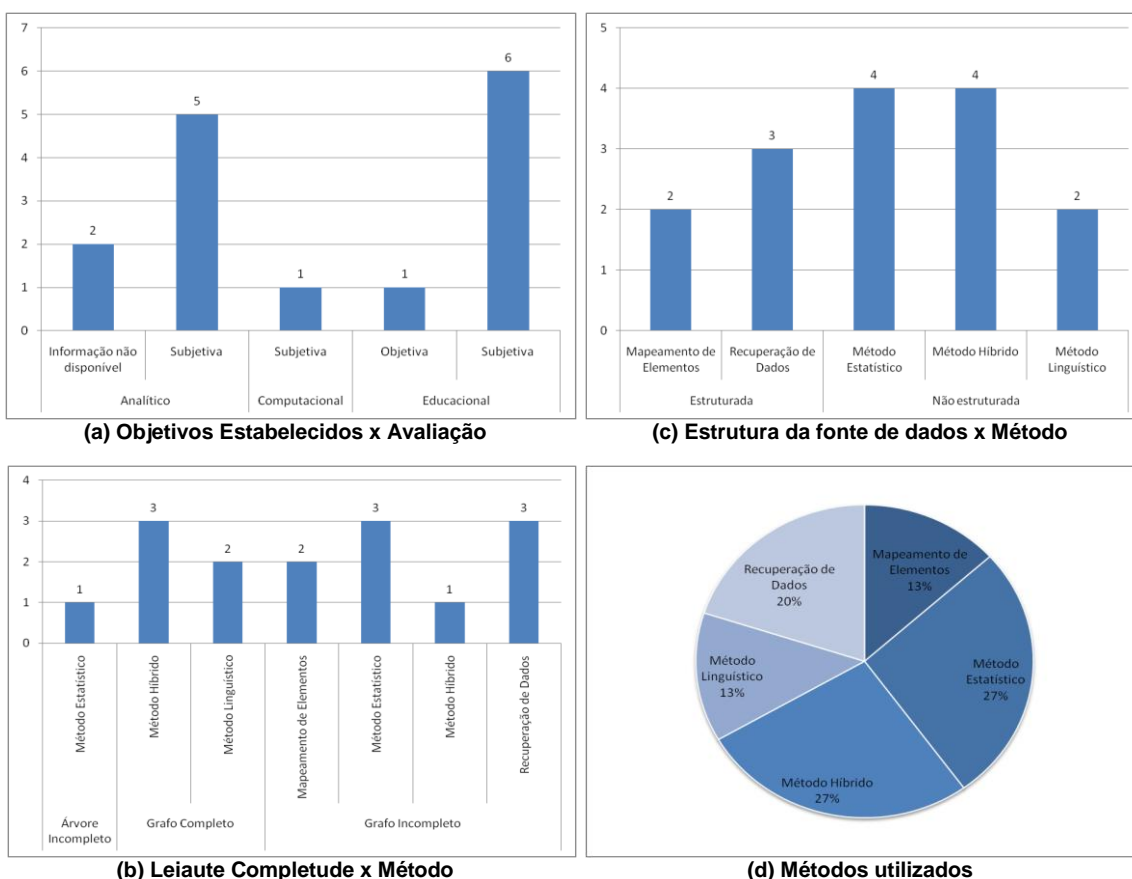 7
6
5
4
3
2
1
0
2
5
1
1
6
Informação não
disponível
Subjetiva
Subjetiva
Objetiva
Subjetiva
Analítico
Computacional
Educacional
(a) Objetivos Estabelecidos x Avaliação
5
4
3
2
1
0
2
3
4
4
2
Mapeamento de
Elementos
Recuperação de
Dados
Método
Estatístico
Método Híbrido
Método
Linguístico
Estruturada
Não estruturada
(c) Estrutura da fonte de dados x Método
4
3
2
1
0
1
3
2
2
3
1
3
Método Estatístico
Método Híbrido
Método Linguístico
Mapeamento de Elementos
Método Estatístico
Método Híbrido
Recuperação de Dados
Árvore
Incompleto
Grafo Completo
Grafo Incompleto
(b) Leiaute Completude x Método
Mapeamento de
Elementos
13%
Método
Estatístico
27%
Método Híbrido
27%
Método
Linguístico
13%
Recuperação de
Dados
20%
(d) Métodos utilizados